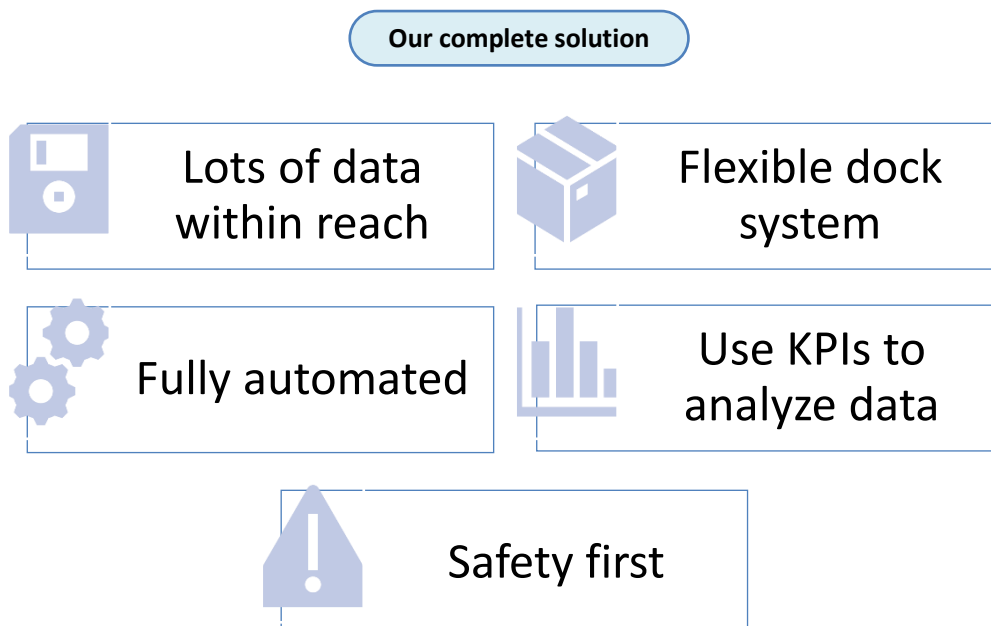 Our complete solution
Lots of data
within reach
Flexible dock
system
Fully automated
Use KPIs to
analyze data
Safety first